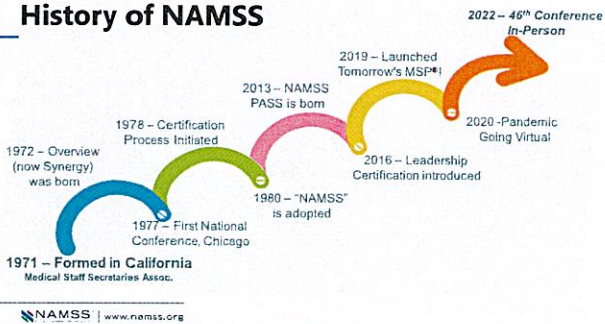 History of NAMSS
2022 – 46th Conference
In-Person
2019 – Launched
Tomorrow's MSP®!
2013 – NAMSS
PASS is born
1978 – Certification
Process Initiated
2020 -Pandemic
Going Virtual
1972 – Overview
(now Synergy)
was born
2016 – Leadership
Certification introduced
1980 – "NAMSS"
is adopted
1977 – First National
Conference, Chicago
1971 – Formed in California
Medical Staff Secretaries Assoc.
NAMSS | www.namss.org